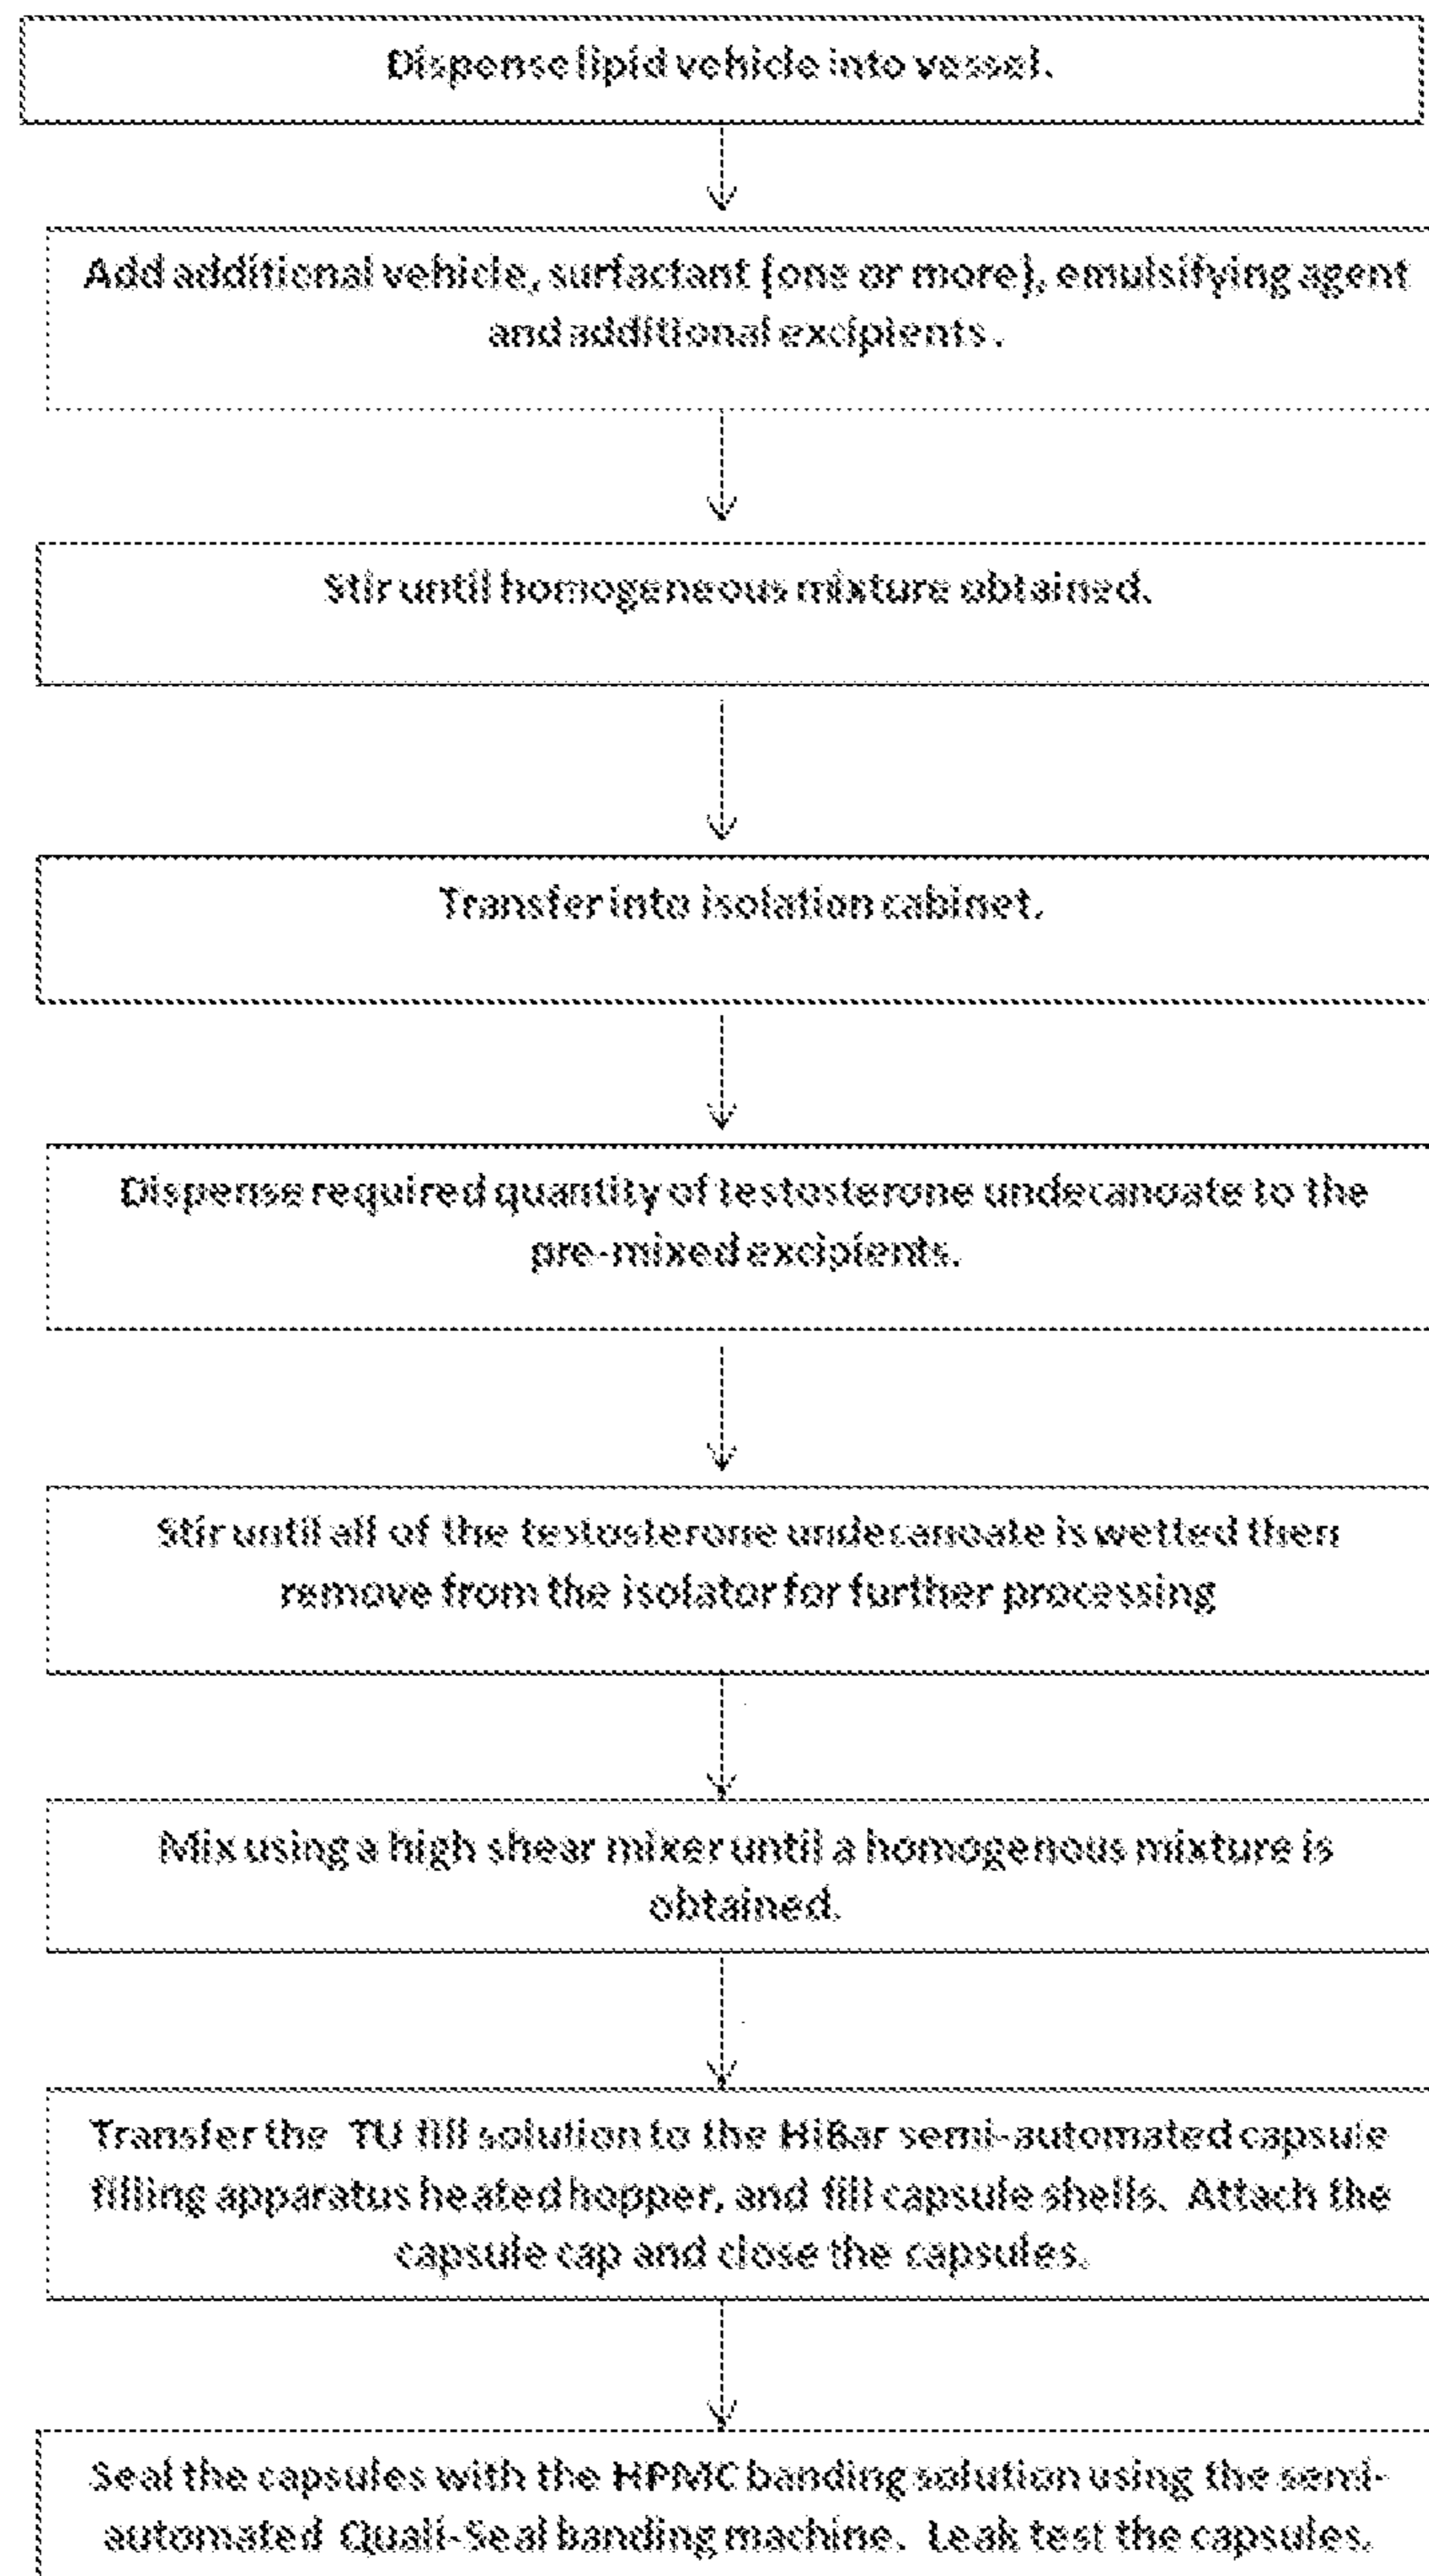 Dispense lipid vehicle into vessel.
Add additional vehicle, surfactant (one or more), emulsifying agent
and additional excipients.
Stir until homogeneous mixture obtained.
Transfer into isolation cabinet.
Dispense required quantity of testosterone undecanoate to the
pre-mixed excipients.
Stir until all of the testosterone undecanoate is wetted then
remove from the isolator for further processing
Mix using a high shear mixer until a homogenous mixture is
obtained.
Transfer the TU fill solution to the HiBar semi-automated capsule
filling apparatus heated hopper, and fill capsule shells. Attach the
capsule cap and close the capsules.
Seal the capsules with the HPMC banding solution using the semi-
automated Quali-Seal banding machine. Leak test the capsules.